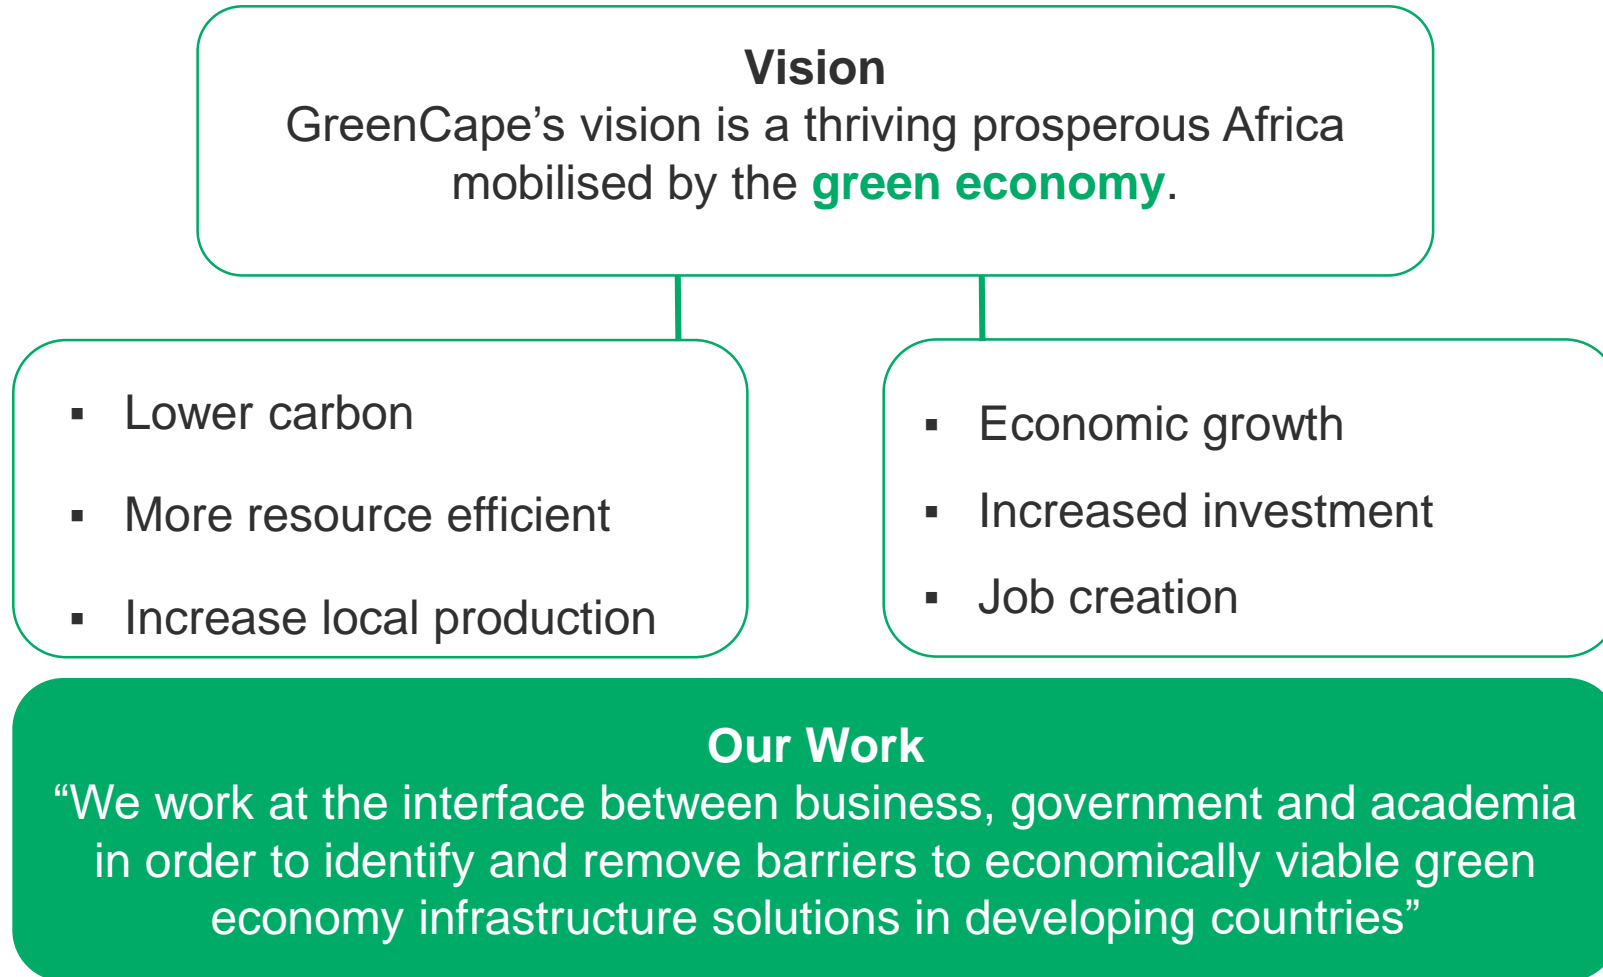 Vision
GreenCape’s vision is a thriving prosperous Africa
mobilised by the green economy.
▪ Lower carbon
▪ More resource efficient
▪ Increase local production
▪ Economic growth
▪ Increased investment
▪ Job creation
Our Work
“We work at the interface between business, government and academia
in order to identify and remove barriers to economically viable green
economy infrastructure solutions in developing countries”